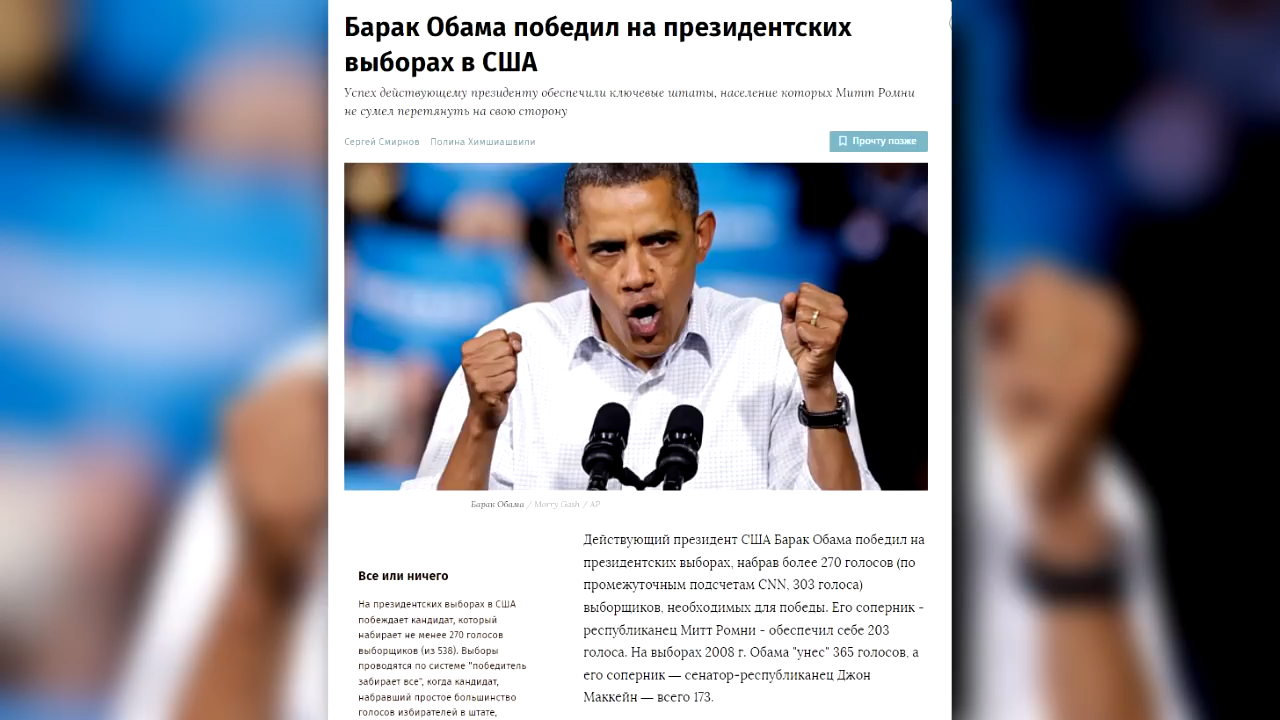 Барак Обама победил на президентских
выборах в США
Успех действующему президенту обеспечили ключевые штаты, население которых Митт Ромни
не сумел перетянуть на свою сторону
Сергей Смирнов Полина Химшиашвили
Прочту позже
Барак Обама / Morry Gash / AP
Действующий президент США Барак Обама победил на
президентских выборах, набрав более 270 голосов (по
промежуточным подсчетам CNN, 303 голоса)
выборщиков, необходимых для победы. Его соперник -
республиканец Митт Ромни - обеспечил себе 203
голоса. На выборах 2008 г. Обама "унес" 365 голосов, а
его соперник — сенатор-республиканец Джон
Маккейн — всего 173.
Все или ничего
На президентских выборах в США
побеждает кандидат, который
набирает не менее 270 голосов
выборщиков (из 538). Выборы
проводятся по системе "победитель
забирает все", когда кандидат,
набравший простое большинство
голосов избирателей в штате,